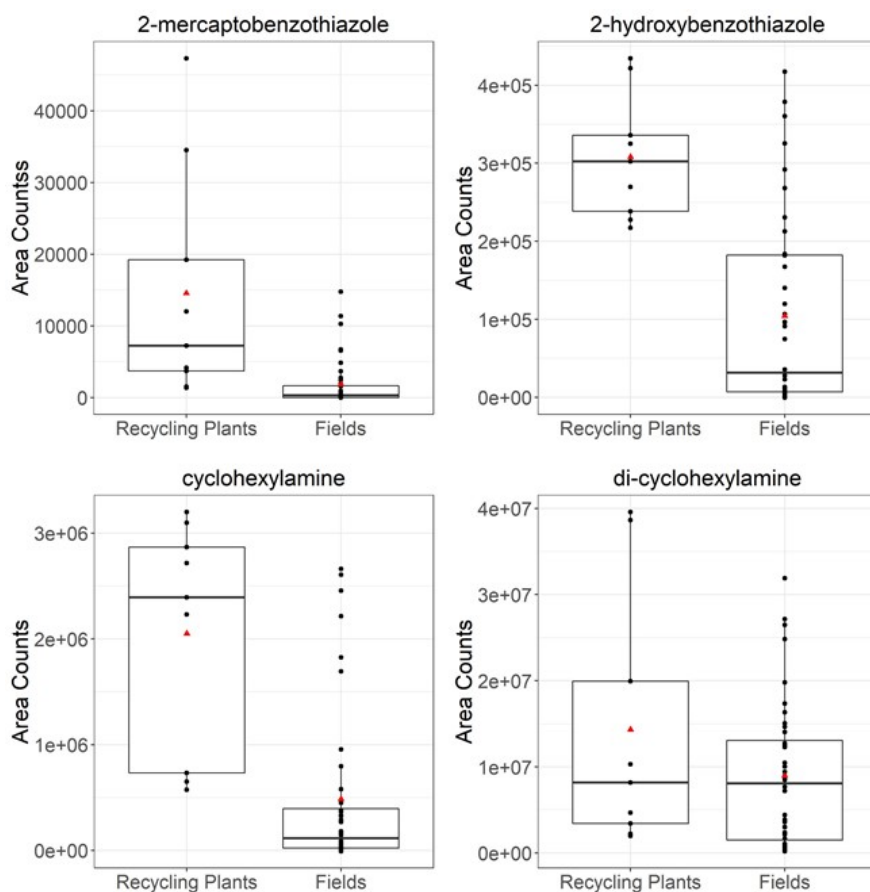 2-mercaptobenzothiazole
Area Countss
40000
30000
20000
10000
0
Recycling Plants Fields
2-hydroxybenzothiazole
Area Counts
4e+05
3e+05
2e+05
1e+05
0e+00
Recycling Plants Fields
cyclohexylamine
Area Counts
3e+06
2e+06
1e+06
0e+00
Recycling Plants Fields
di-cyclohexylamine
Area Counts
4e+07
3e+07
2e+07
1e+07
0e+00
Recycling Plants Fields